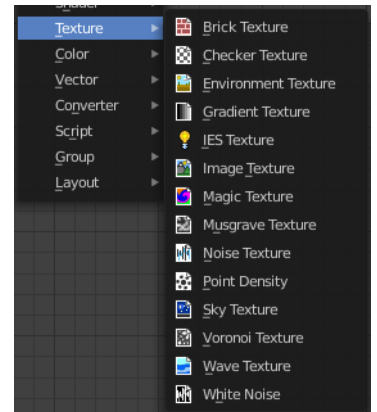 Shader
Texture
Color
Vector
Converter
Script
Group
Layout
Brick Texture
Checker Texture
Environment Texture
Gradient Texture
IES Texture
Image Texture
Magic Texture
Musgrave Texture
Noise Texture
Point Density
Sky Texture
Voronoi Texture
Wave Texture
White Noise